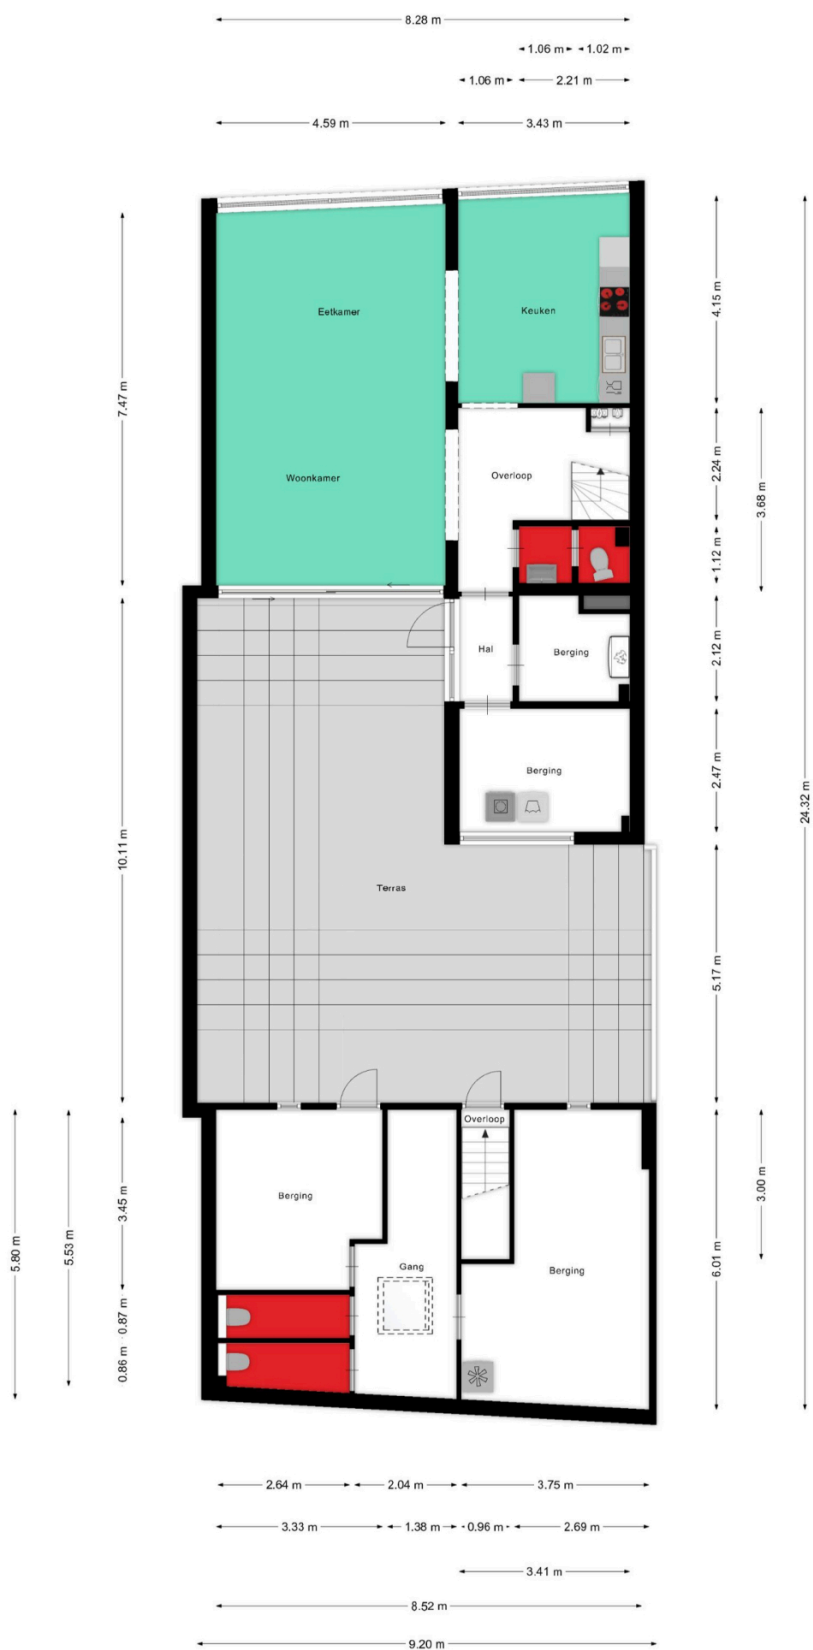 8.28 m
1.06 m
1.02 m
1.06 m
2.21 m
4.59 m
3.43 m
Eetkamer
Keuken
4.15 m
7.47 m
24.32 m
Woonkamer
Overloop
2.24 m
3.68 m
1.12 m
Hal
Berging
2.12 m
Berging
2.47 m
10.11 m
Terras
5.17 m
Overloop
Berging
3.45 m
3.00 m
5.80 m
5.53 m
Gang
Berging
6.01 m
0.87 m
0.86 m
2.64 m
2.04 m
3.75 m
3.33 m
1.38 m
0.96 m
2.69 m
3.41 m
8.52 m
9.20 m